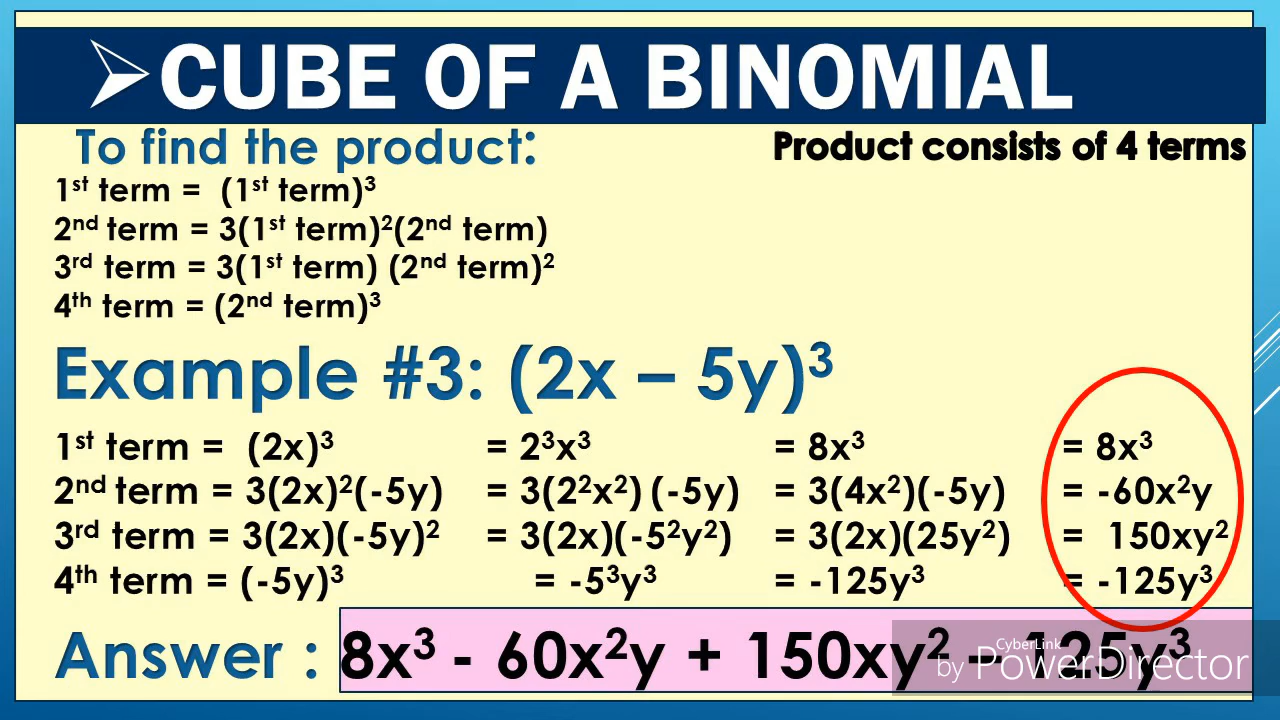 ➢CUBE OF A BINOMIAL
To find the product:
Product consists of 4 terms
1st term = (1st term)³
2nd term = 3(1st term)²(2nd term)
3rd term = 3(1st term) (2nd term)²
4th term = (2nd term)³
Example #3: (2x – 5y)³
1st term = (2x)³ = 2³x³ = 8x³ = 8x³
2nd term = 3(2x)²(-5y) = 3(2²x²) (-5y) = 3(4x²)(-5y) = -60x²y
3rd term = 3(2x)(-5y)² = 3(2x)(-5²y²) = 3(2x)(25y²) = 150xy²
4th term = (-5y)³ = -5³y³ = -125y³ = -125y³
Answer : 8x³ - 60x²y + 150xy² – 125y³
CyberLink
by PowerDirector